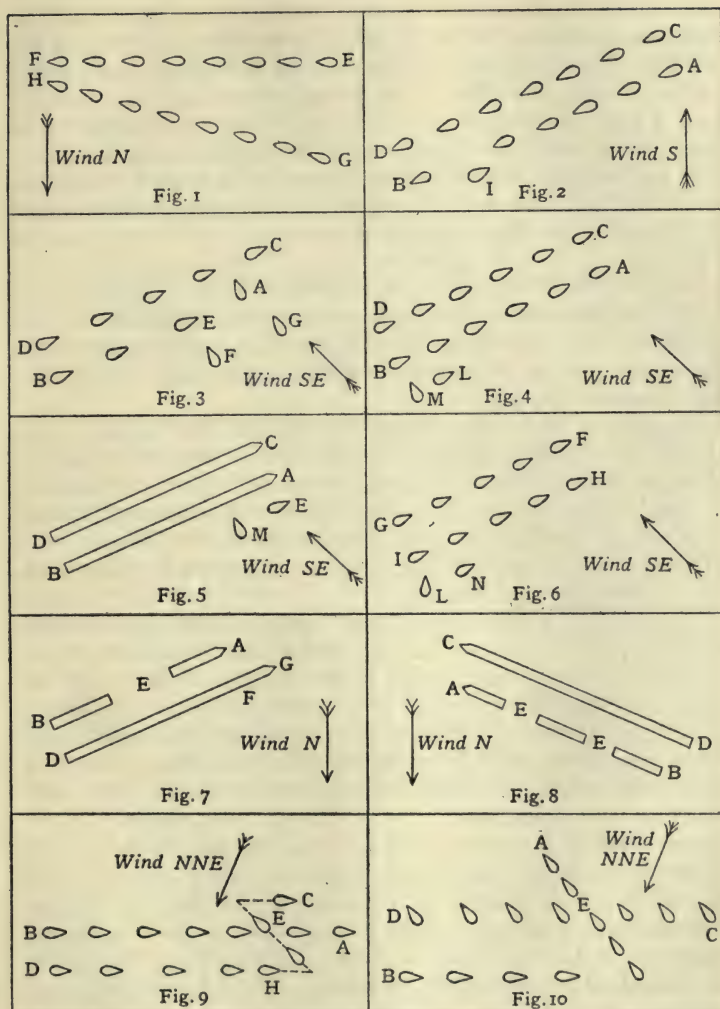 F E
H
G
Wind N
Fig. 1
C
A
D
B I
Wind S
Fig. 2
C
A
E G
D
F
B
Wind SE
Fig. 3
C
A
D
B L
M
Wind SE
Fig. 4
C
A
E
D M
B
Wind SE
Fig. 5
F
H
G
I
L N
Wind SE
Fig. 6
A
G
E
F
B
D
Wind N
Fig. 7
C
A
E
E D
B
Wind N
Fig. 8
Wind NNE
C
E
B A
D H
Fig. 9
Wind
NNE
A
E
D C
B
Fig. 10